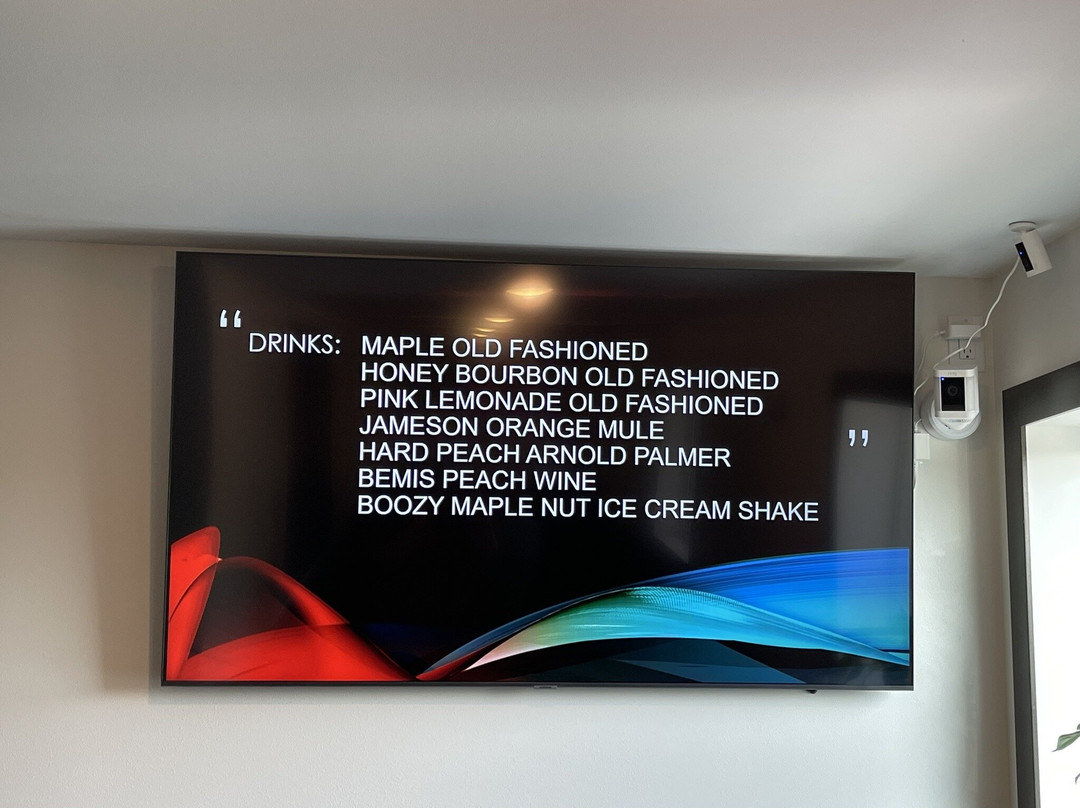 “
DRINKS: MAPLE OLD FASHIONED
HONEY BOURBON OLD FASHIONED
PINK LEMONADE OLD FASHIONED
JAMESON ORANGE MULE
HARD PEACH ARNOLD PALMER
BEMIS PEACH WINE
BOOZY MAPLE NUT ICE CREAM SHAKE
”